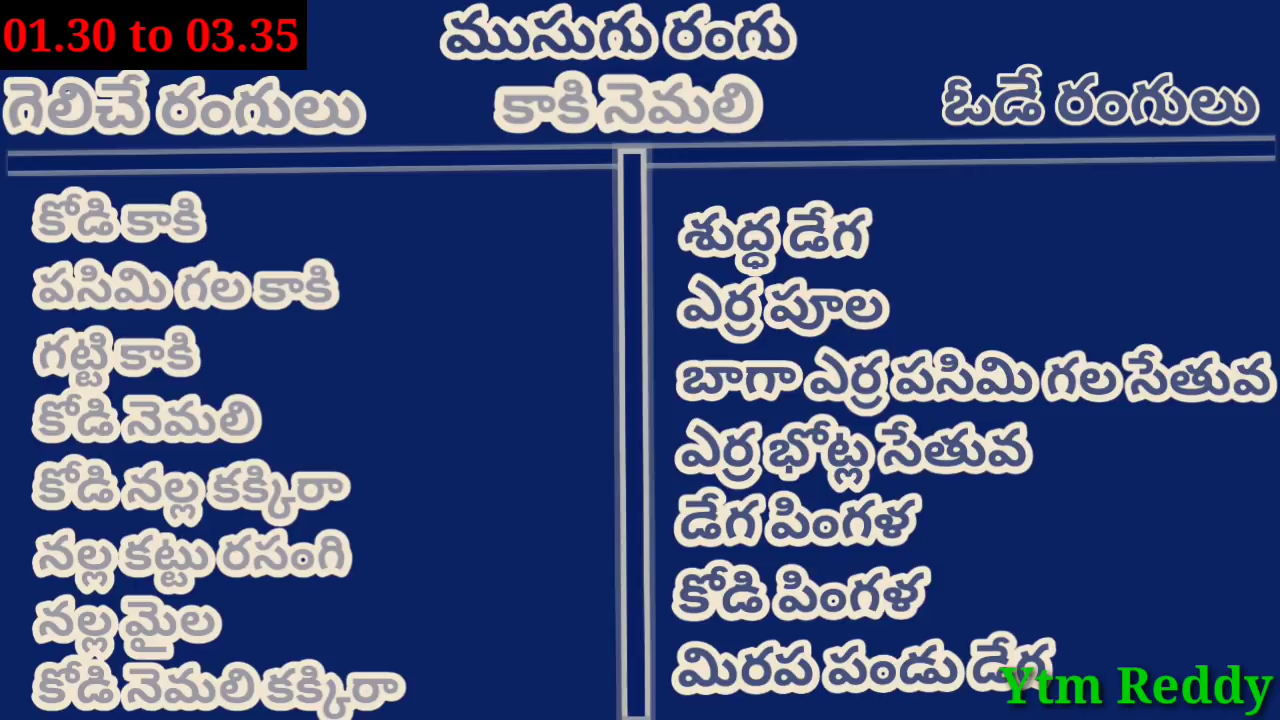 01.30 to 03.35
ముసుగు రంగు
గెలిచే రంగులు
కాకి నెమలి
ఓడే రంగులు
కోడి కాకి
పసిమి గల కాకి
గట్టి కాకి
కోడి నెమలి
కోడి నల్ల కక్కిరా
నల్ల కట్టు రసంగి
నల్ల మైల
కోడి నెమలి కక్కిరా
శుద్ధ డేగ
ఎర్ర పూల
బాగా ఎర్ర పసిమి గల సేతువ
ఎర్ర భోట్ల సేతువ
డేగ పింగళ
కోడి పింగళ
మిరప పండు డేగ
Ytm Reddy